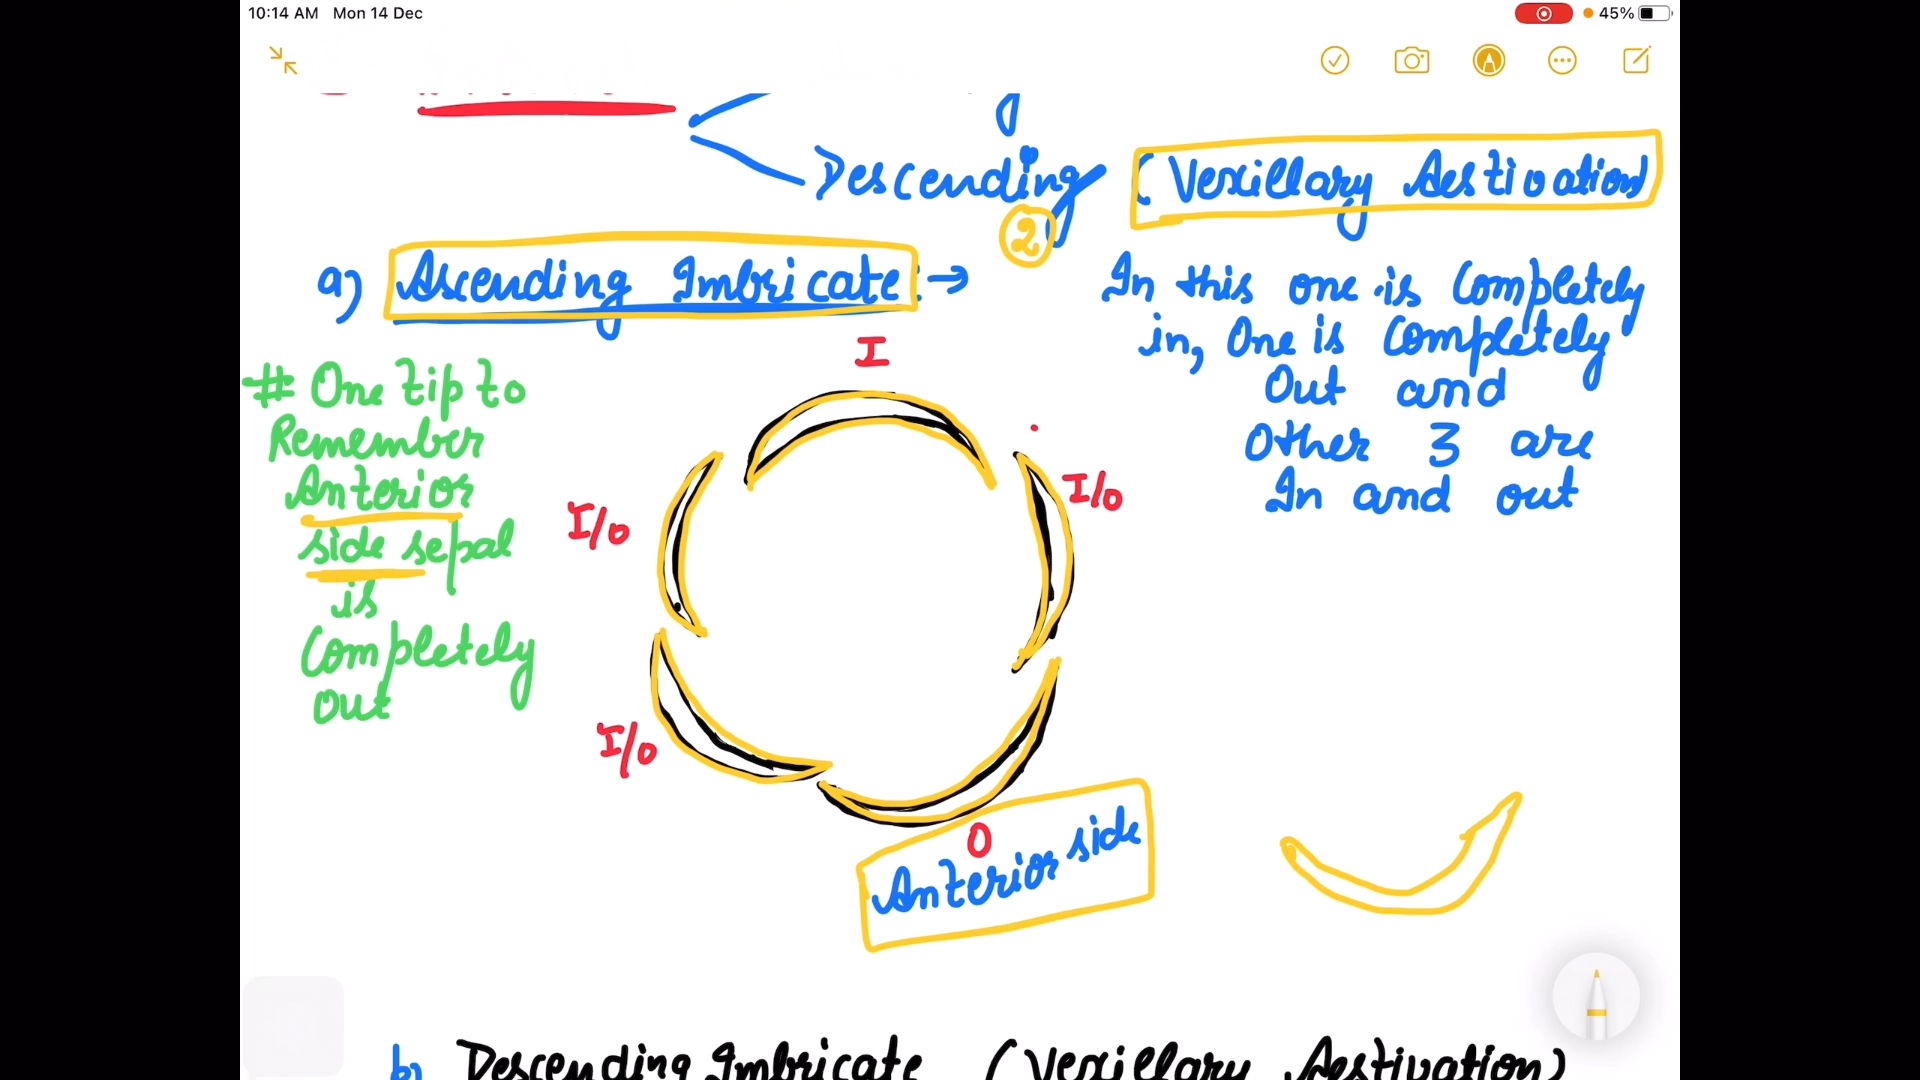 10:14 AM Mon 14 Dec
45%
Descending (Vexillary Aestivation)
2
a) Ascending Imbricate :→
In this one is Completely
in, One is Completely
Out and
Other 3 are
In and out
# One tip to
Remember
Anterior
side sepal
is
Completely
Out
I
I/O
I/O
I/O
O
Anterior side
b) Descending Imbricate (Vexillary Aestivation)